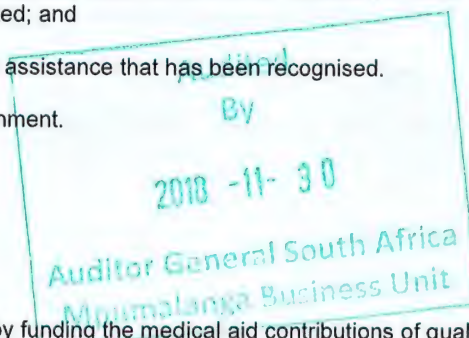 ed; and
assistance that has been recognised.
nment.
Audited
By
2018 -11- 30
Auditor General South Africa
Mpumalanga Business Unit
by funding the medical aid contributions of qual